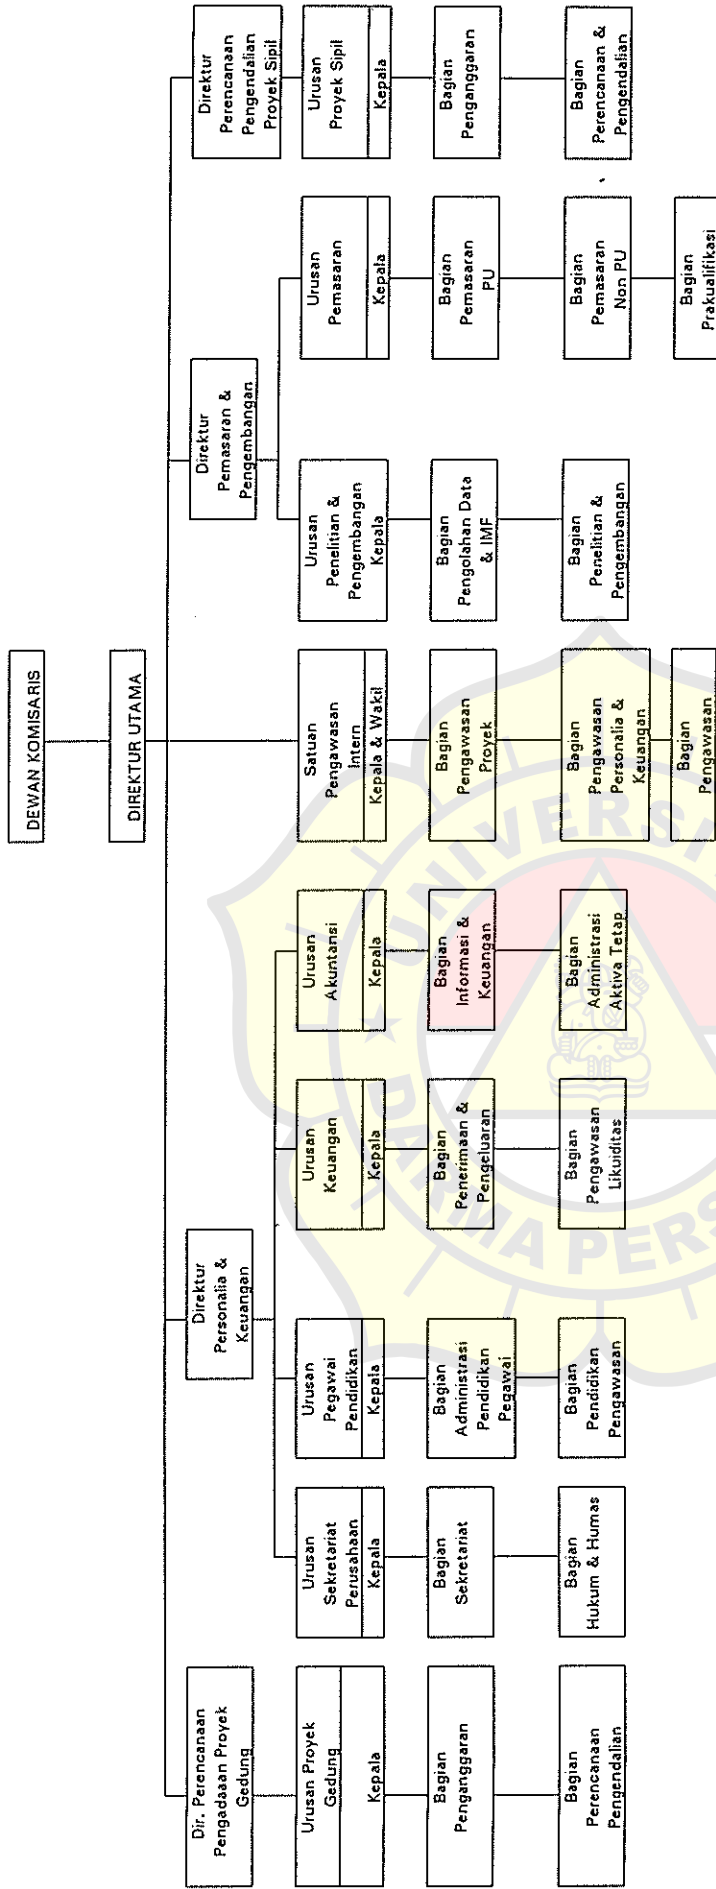 DEWAN KOMISARIS
DIREKTUR UTAMA
Dir. Perencanaan
Pengadaaan Proyek
Gedung
Direktur
Personalia &
Keuangan
Direktur
Pemasaran &
Pengembangan
Direktur
Perencanaan
Pengendalian
Proyek Sipil
Urusan Proyek
Gedung
Kepala
Urusan
Sekretariat
Perusahaan
Kepala
Urusan
Pegawai
Pendidikan
Kepala
Urusan
Keuangan
Kepala
Urusan
Akuntansi
Kepala
Satuan
Pengawasan
Intern
Kepala & Wakil
Urusan
Penelitian &
Pengembangan
Kepala
Urusan
Pemasaran
Kepala
Urusan
Proyek Sipil
Kepala
Bagian
Penganggaran
Bagian
Sekretariat
Bagian
Administrasi
Pendidikan
Pegawai
Bagian
Penerimaan &
Pengeluaran
Bagian
Informasi &
Keuangan
Bagian
Pengawasan
Proyek
Bagian
Pengolahan Data
& IMF
Bagian
Pemasaran
PU
Bagian
Penganggaran
Bagian
Perencanaan
Pengendalian
Bagian
Hukum & Humas
Bagian
Pendidikan
Pengawasan
Bagian
Pengawasan
Likuiditas
Bagian
Administrasi
Aktiva Tetap
Bagian
Pengawasan
Personalia &
Keuangan
Bagian
Penelitian &
Pengembangan
Bagian
Pemasaran
Non PU
Bagian
Perencanaan &
Pengendalian
Bagian
Pengawasan
Bagian
Prakualifikasi
UNIVERSI
DARMA PERS